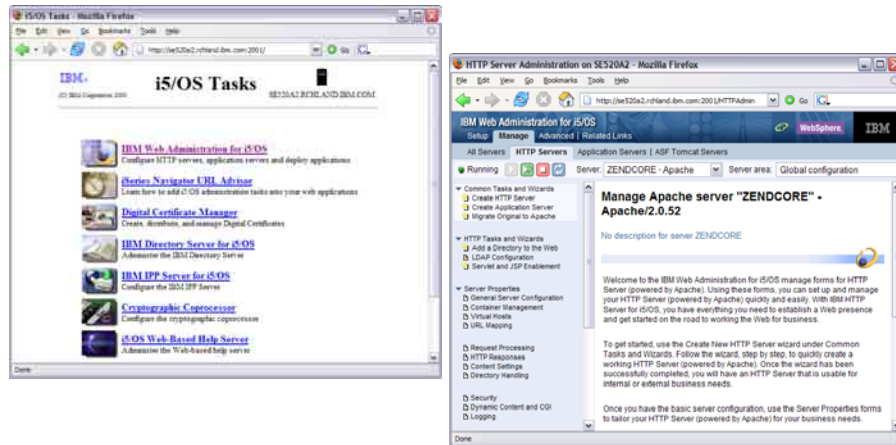 i5/OS Tasks - Mozilla Firefox
File Edit View Go Bookmarks Tools Help
http://se520a2.rchland.ibm.com:2001/
Go
IBM
i5/OS Tasks
SE520A2.RCHLAND.IBM.COM
IBM Web Administration for i5/OS
Configure HTTP servers, application servers and deploy applications
iSeries Navigator URL Advisor
Learn how to add i5/OS administration tasks into your web applications
Digital Certificate Manager
Create, distribute, and manage Digital Certificates
IBM Directory Server for i5/OS
Administer the IBM Directory Server
IBM IPP Server for i5/OS
Configure the IBM IPP Server
Cryptographic Coprocessor
Configure the cryptographic coprocessor
i5/OS Web-Based Help Server
Administer the Web-based help server
Done
HTTP Server Administration on SE520A2 - Mozilla Firefox
File Edit View Go Bookmarks Tools Help
http://se520a2.rchland.ibm.com:2001/HTTPAdmin
Go
IBM Web Administration for i5/OS
Setup Manage Advanced | Related Links
WebSphere
IBM
All Servers HTTP Servers Application Servers | ASF Tomcat Servers
Running Server: ZENDCORE - Apache Server area: Global configuration
Common Tasks and Wizards
Create HTTP Server
Create Application Server
Migrate Original to Apache
HTTP Tasks and Wizards
Add a Directory to the Web
LDAP Configuration
Servlet and JSP Enablement
Server Properties
General Server Configuration
Container Management
Virtual Hosts
URL Mapping
Request Processing
HTTP Responses
Content Settings
Directory Handling
Security
Dynamic Content and CGI
Logging
Manage Apache server "ZENDCORE" -
Apache/2.0.52
No description for server ZENDCORE
Welcome to the IBM Web Administration for i5/OS manage forms for HTTP
Server (powered by Apache). Using these forms, you can set up and manage
your HTTP Server (powered by Apache) quickly and easily. With IBM HTTP
Server for i5/OS, you have everything you need to establish a Web presence
and get started on the road to working the Web for business.
To get started, use the Create New HTTP Server wizard under Common
Tasks and Wizards. Follow the wizard, step by step, to quickly create a
working HTTP Server (powered by Apache). Once the wizard has been
successfully completed, you will have an HTTP Server that is usable for
internal or external business needs.
Once you have the basic server configuration, use the Server Properties forms
to tailor your HTTP Server (powered by Apache) for your business needs.
Done